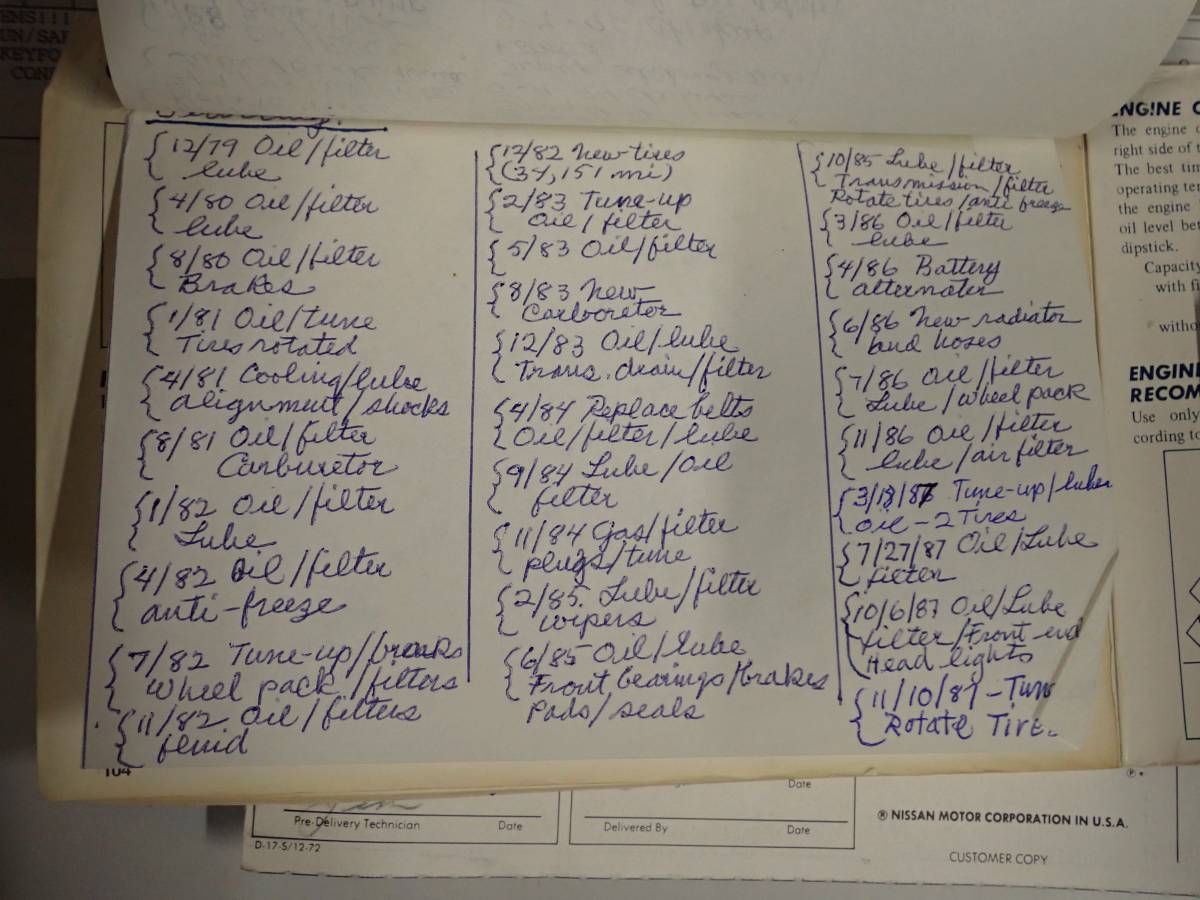 Servicing:
12/79 Oil/filter
lube
4/80 Oil/filter
lube
8/80 Oil/filter
Brakes
1/81 Oil/tune
Tires rotated
4/81 Cooling/lube
alignment/shocks
8/81 Oil/filter
Carburetor
1/82 Oil/filter
Lube
4/82 Oil/filter
anti-freeze
7/82 Tune-up/breaks
Wheel pack/filters
11/82 Oil/filters
fluid
12/82 New tires
(34,151 mi)
2/83 Tune-up
Oil/filter
5/83 Oil/filter
8/83 New
Carboretor
12/83 Oil/lube
Trans. drain/filter
4/84 Replace belts
Oil/filter/lube
9/84 Lube/Oil
filter
11/84 Gas/filter
plugs/tune
2/85 Lube/filter
wipers
6/85 Oil/lube
Front bearings/brakes
pads/seals
10/85 Lube/filter
Transmission/filter
Rotate tires/anti freeze
3/86 Oil/filter
lube
4/86 Battery
alternater
6/86 New radiator
and hoses
7/86 Oil/filter
Lube/wheel pack
11/86 Oil/filter
lube/air filter
3/18/87 Tune-up/lube
Oil - 2 Tires
7/27/87 Oil/Lube
filter
10/6/87 Oil/Lube
filter/Front end
Head lights
11/10/87 - Tune
Rotate Tire
104
ENGINE O
The engine
right side of t
The best tim
operating ter
the engine
oil level bet
dipstick.
Capacity
with fi
witho
ENGINE
RECOM
Use only
cording to
Pre-Delivery Technician Date
D-17-S/12-72
Delivered By Date
Date
® NISSAN MOTOR CORPORATION IN U.S.A.
CUSTOMER COPY